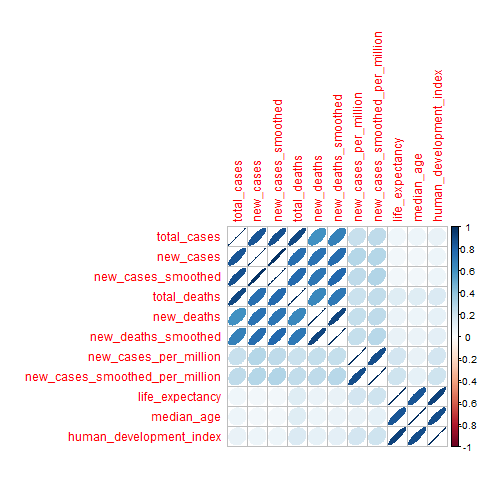 total_cases
new_cases
new_cases_smoothed
total_deaths
new_deaths
new_deaths_smoothed
new_cases_per_million
new_cases_smoothed_per_million
life_expectancy
median_age
human_development_index
total_cases
new_cases
new_cases_smoothed
total_deaths
new_deaths
new_deaths_smoothed
new_cases_per_million
new_cases_smoothed_per_million
life_expectancy
median_age
human_development_index
1
0.8
0.6
0.4
0.2
0
-0.2
-0.4
-0.6
-0.8
-1